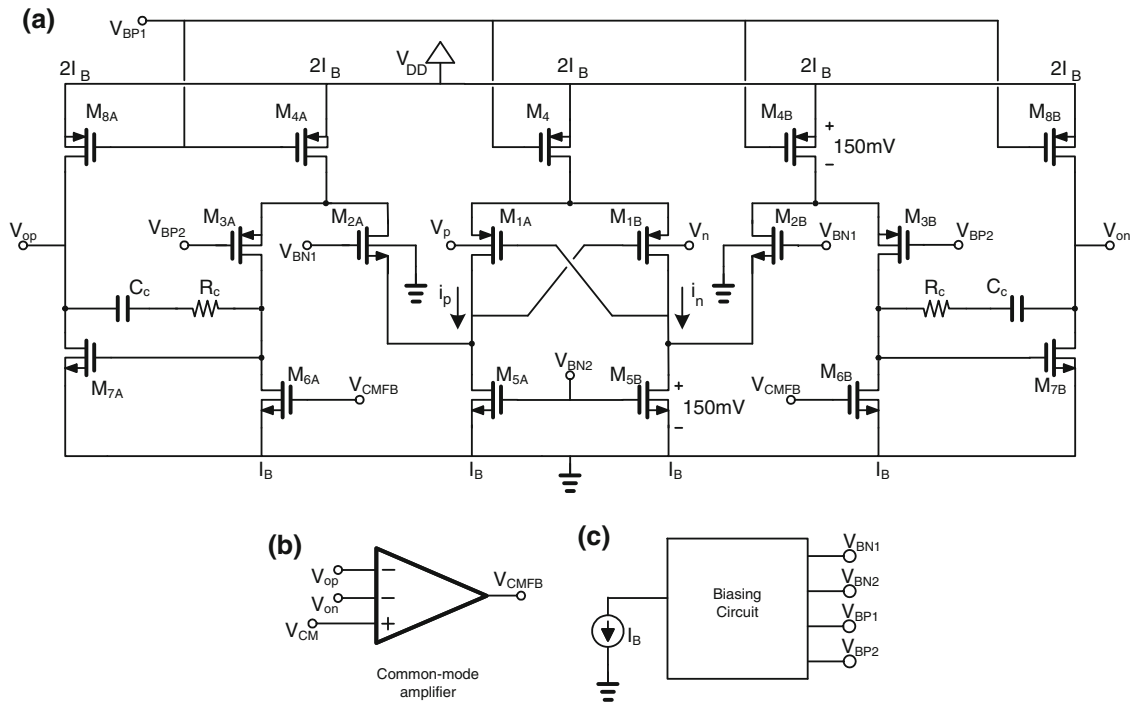 (a)
V_BP1
2I_B 2I_B V_DD 2I_B 2I_B 2I_B
M_8A M_4A M_4 M_4B + 150mV − M_8B
V_op V_BP2 M_3A V_BN1 M_2A V_p M_1A M_1B V_n M_2B V_BN1 M_3B V_BP2 V_on
C_c R_c i_p i_n R_c C_c
M_7A M_6A V_CMFB M_5A V_BN2 M_5B + 150mV − V_CMFB M_6B M_7B
I_B I_B I_B I_B
(b)
V_op −
V_on −
V_CM +
V_CMFB
Common-mode
amplifier
(c)
I_B
Biasing
Circuit
V_BN1
V_BN2
V_BP1
V_BP2